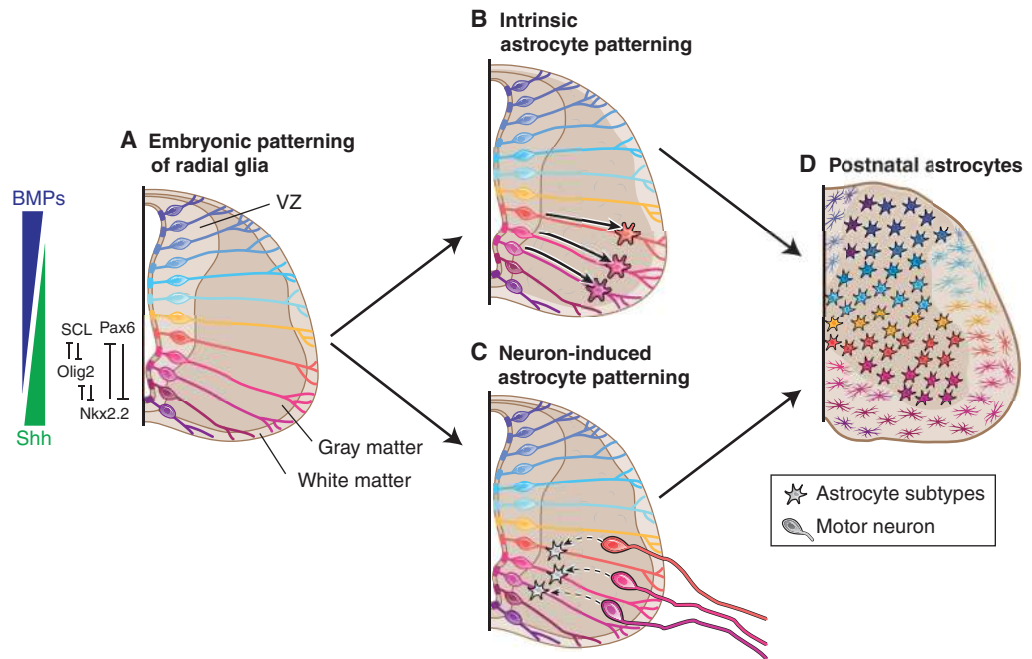 A Embryonic patterning
of radial glia
BMPs
Shh
SCL Pax6
Olig2
Nkx2.2
VZ
Gray matter
White matter
B Intrinsic
astrocyte patterning
C Neuron-induced
astrocyte patterning
D Postnatal astrocytes
Astrocyte subtypes
Motor neuron